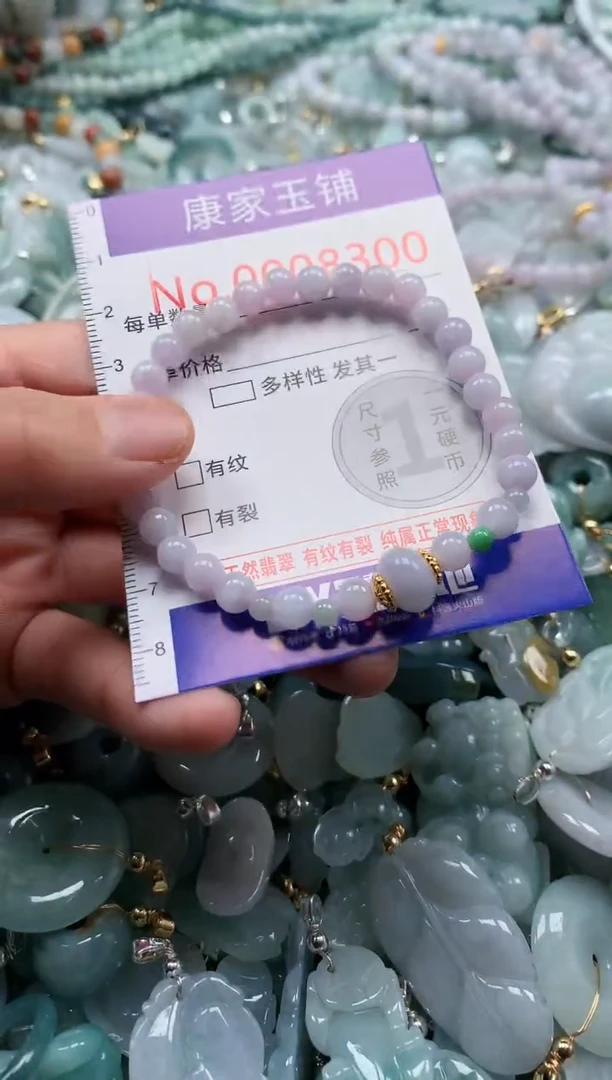 康家玉铺
No 0008300
每单数
价格
多样性 发其一
尺寸参照
1
元硬币
有纹
有裂
天然翡翠 有纹有裂 纯属正常现象
0
1
2
3
7
8